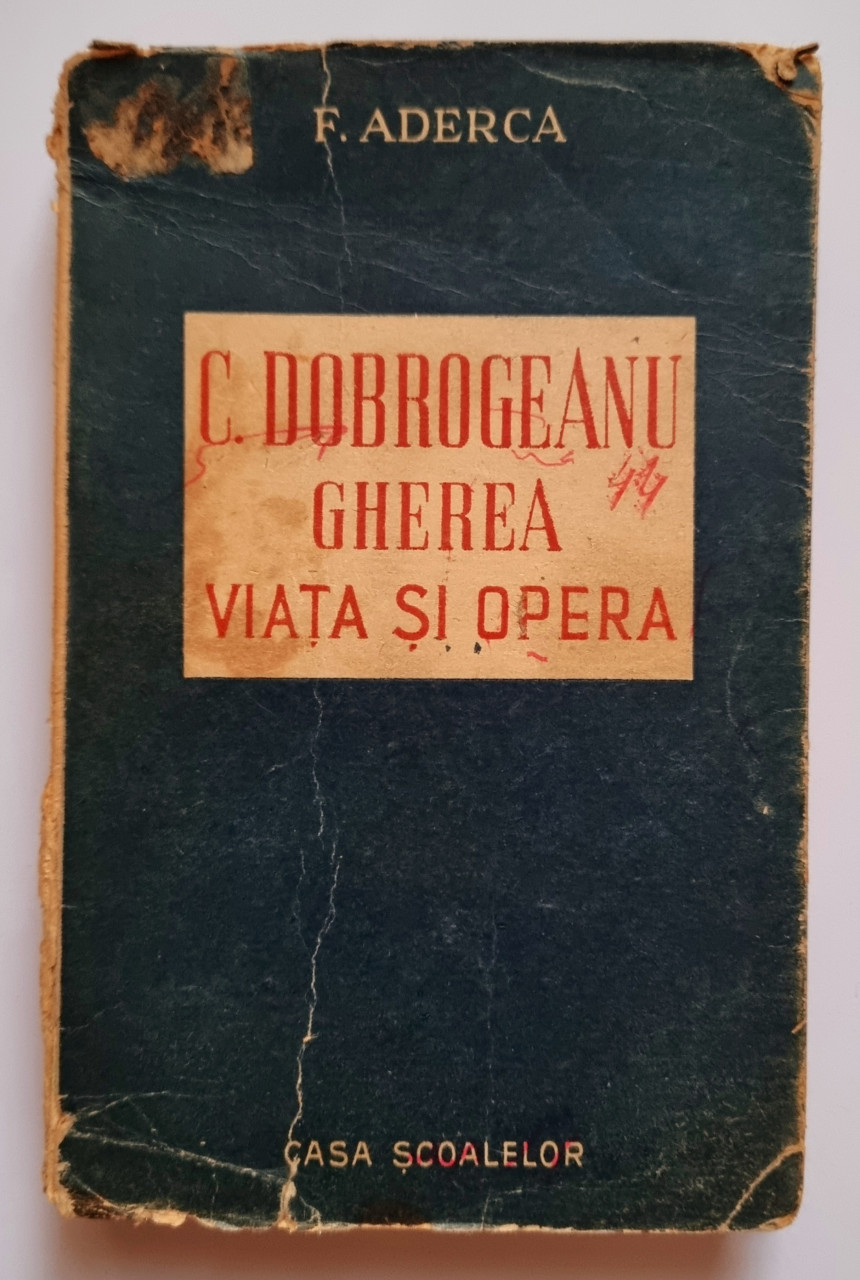 F. ADERCA
C. DOBROGEANU
GHEREA
VIAȚA ȘI OPERA
CASA ȘCOALELOR